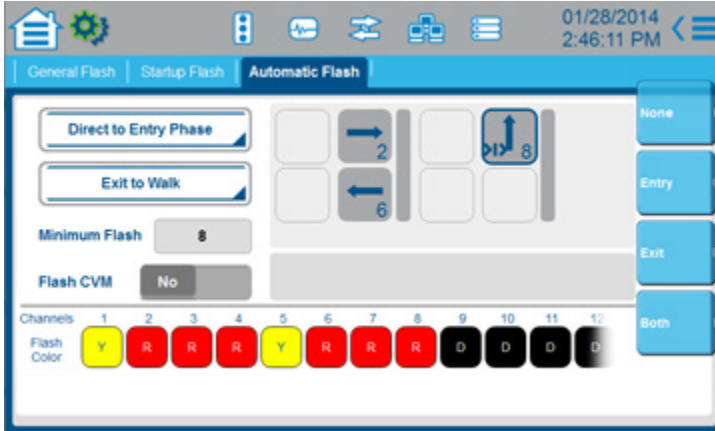 01/28/2014
2:46:11 PM
General Flash Startup Flash Automatic Flash
None
Direct to Entry Phase
2
8
Exit to Walk
Entry
6
Minimum Flash 8
Exit
Flash CVM No
Channels 1 2 3 4 5 6 7 8 9 10 11 12
Both
Flash
Color
Y R R R Y R R R D D D D